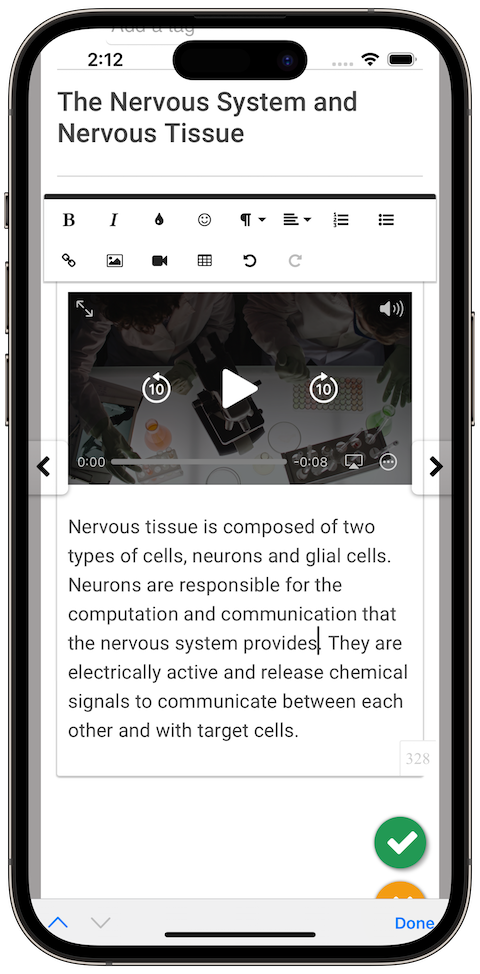 Add a tag
2:12
The Nervous System and
Nervous Tissue
B I ¶
10 10
0:00 -0:08
Nervous tissue is composed of two
types of cells, neurons and glial cells.
Neurons are responsible for the
computation and communication that
the nervous system provides. They are
electrically active and release chemical
signals to communicate between each
other and with target cells.
328
Done